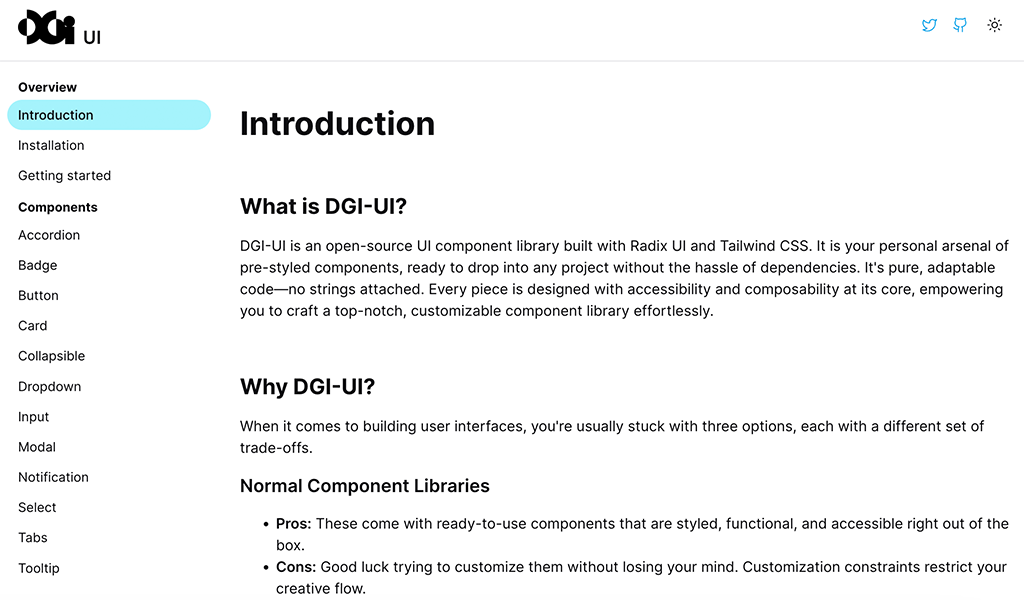 DGi UI
Overview
Introduction
Installation
Getting started
Components
Accordion
Badge
Button
Card
Collapsible
Dropdown
Input
Modal
Notification
Select
Tabs
Tooltip
Introduction
What is DGI-UI?
DGI-UI is an open-source UI component library built with Radix UI and Tailwind CSS. It is your personal arsenal of
pre-styled components, ready to drop into any project without the hassle of dependencies. It's pure, adaptable
code—no strings attached. Every piece is designed with accessibility and composability at its core, empowering
you to craft a top-notch, customizable component library effortlessly.
Why DGI-UI?
When it comes to building user interfaces, you're usually stuck with three options, each with a different set of
trade-offs.
Normal Component Libraries
• Pros: These come with ready-to-use components that are styled, functional, and accessible right out of the
box.
• Cons: Good luck trying to customize them without losing your mind. Customization constraints restrict your
creative flow.